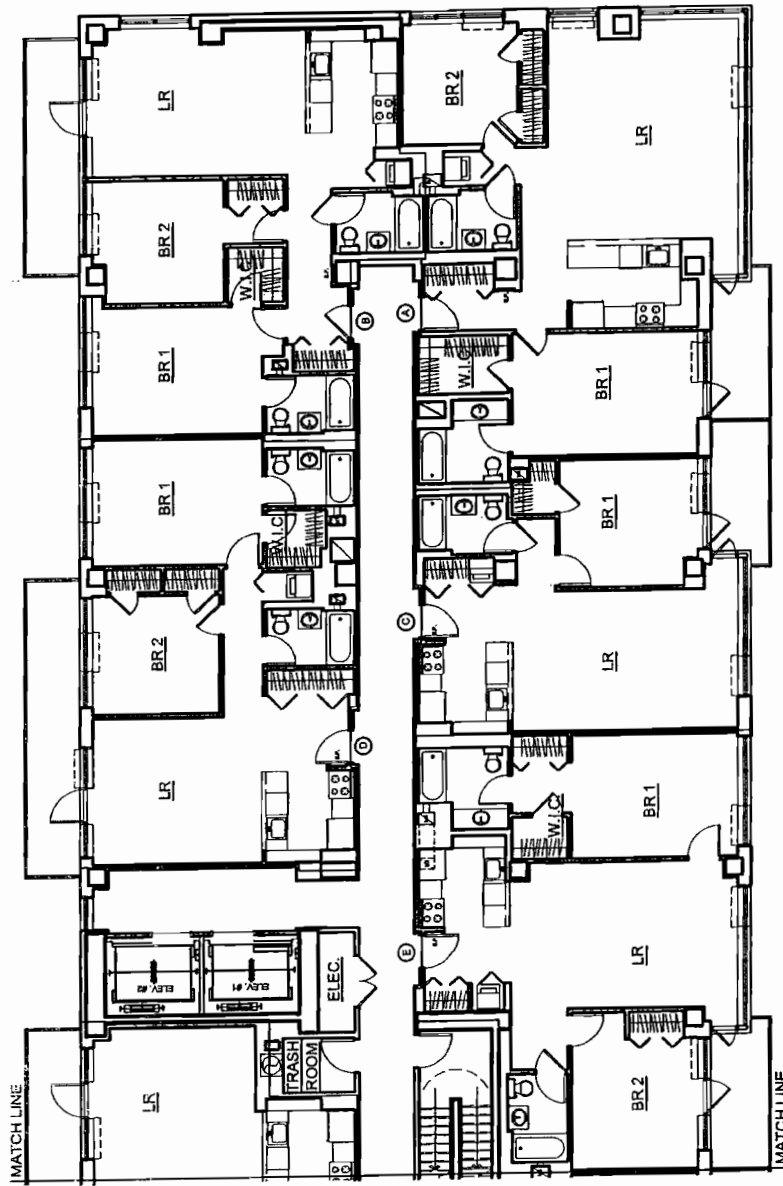 LR
BR 2
LR
BR 2
W.I.C
B
A
BR 1
W.I.C
BR 1
BR 1
W.I.C
BR 1
BR 2
C
LR
D
LR
W.I.C
BR 1
E
LR
ELEV. #2
ELEV. #1
ELEC.
TRASH
ROOM
LR
BR 2
MATCH LINE
MATCH LINE